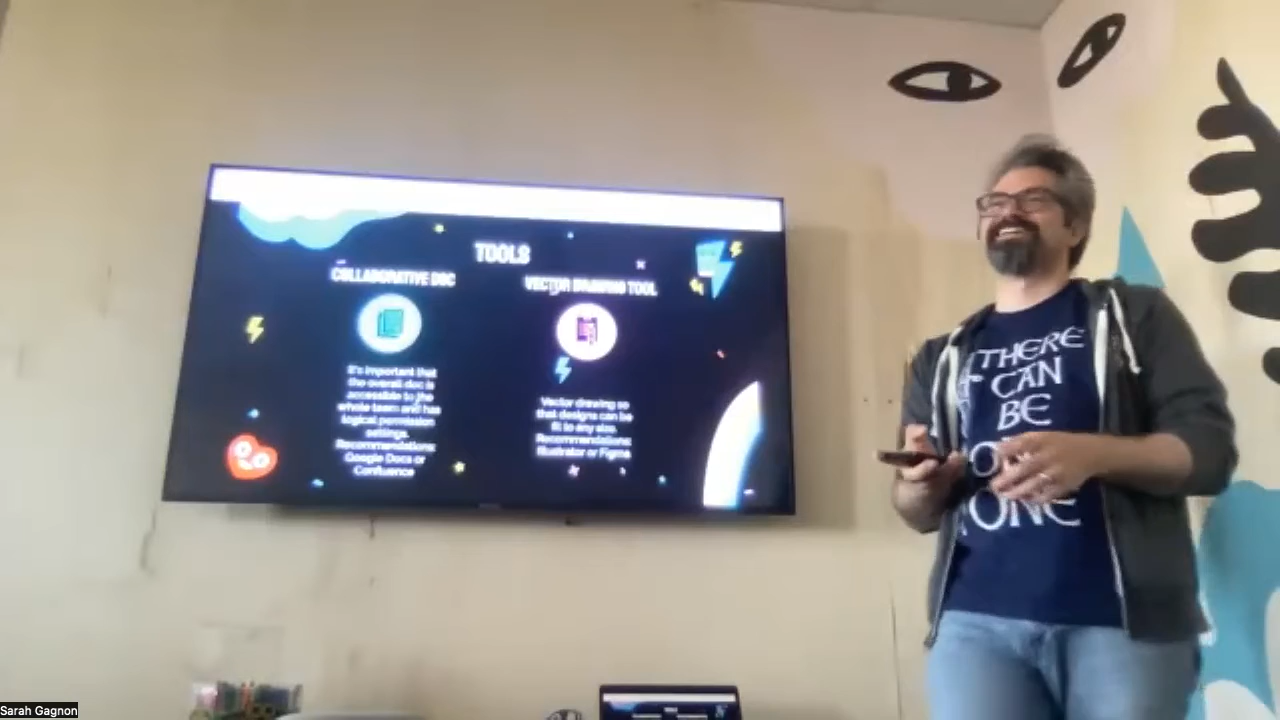 TOOLS
COLLABORATIVE DOC
It's important that
the overall doc is
accessible to the
whole team and has
logical permission
settings.
Recommendations:
Google Docs or
Confluence
VECTOR DRAWING TOOL
Vector drawing so
that designs can be
fit to any size.
Recommendations:
Illustrator or Figma
THERE
CAN
BE
ONE
Sarah Gagnon